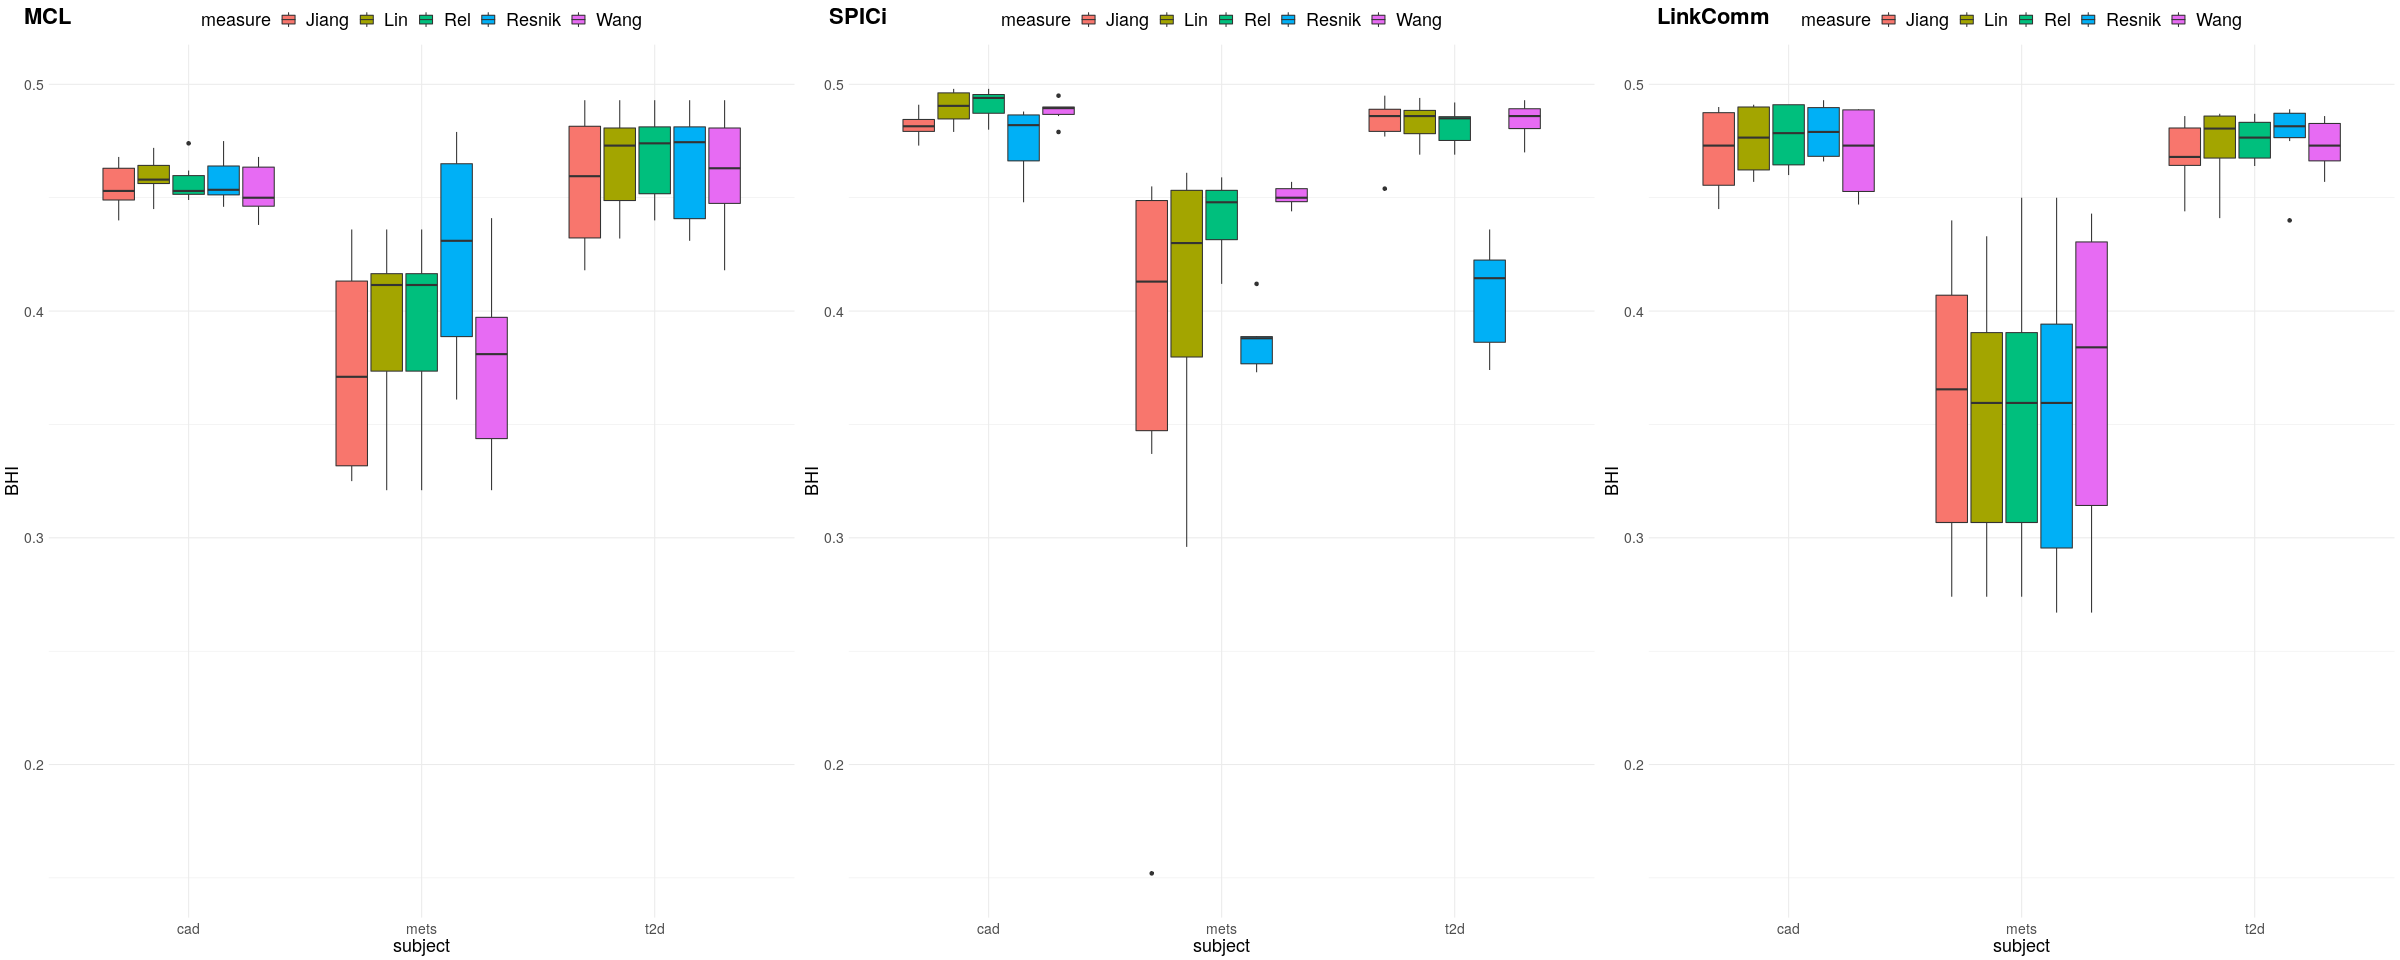 MCL measure Jiang Lin Rel Resnik Wang
0.5
0.4
0.3
0.2
BHI
cad mets t2d
subject
SPICi measure Jiang Lin Rel Resnik Wang
0.5
0.4
0.3
0.2
BHI
cad mets t2d
subject
LinkComm measure Jiang Lin Rel Resnik Wang
0.5
0.4
0.3
0.2
BHI
cad mets t2d
subject